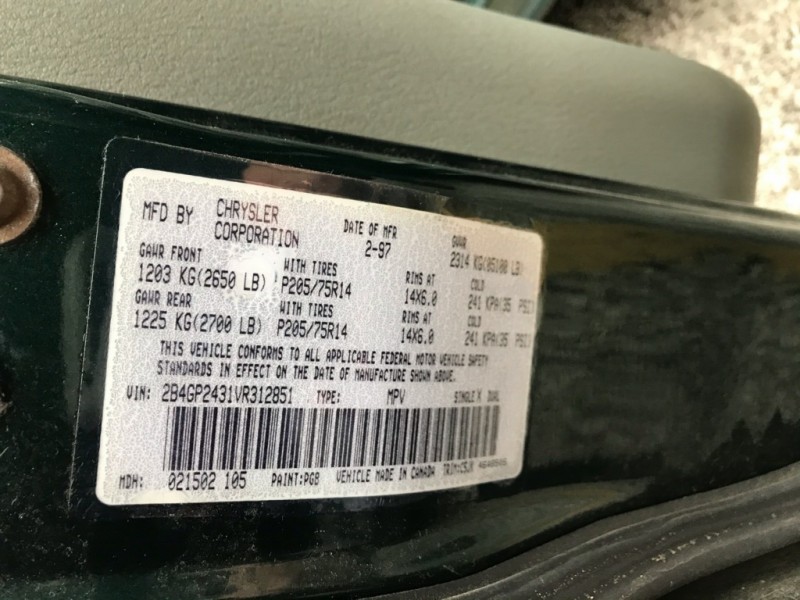 MFD BY CHRYSLER CORPORATION DATE OF MFR 2-97 GVWR 2314 KG(05100 LB)
GAWR FRONT WITH TIRES RIMS AT COLD
1203 KG(2650 LB) P205/75R14 14X6.0 241 KPA(35 PSI)
GAWR REAR WITH TIRES RIMS AT COLD
1225 KG(2700 LB) P205/75R14 14X6.0 241 KPA(35 PSI)
THIS VEHICLE CONFORMS TO ALL APPLICABLE FEDERAL MOTOR VEHICLE SAFETY
STANDARDS IN EFFECT ON THE DATE OF MANUFACTURE SHOWN ABOVE.
VIN: 2B4GP2431VR312851 TYPE: MPV SINGLE X DUAL
MDH: 021502 105 PAINT:PGB VEHICLE MADE IN CANADA